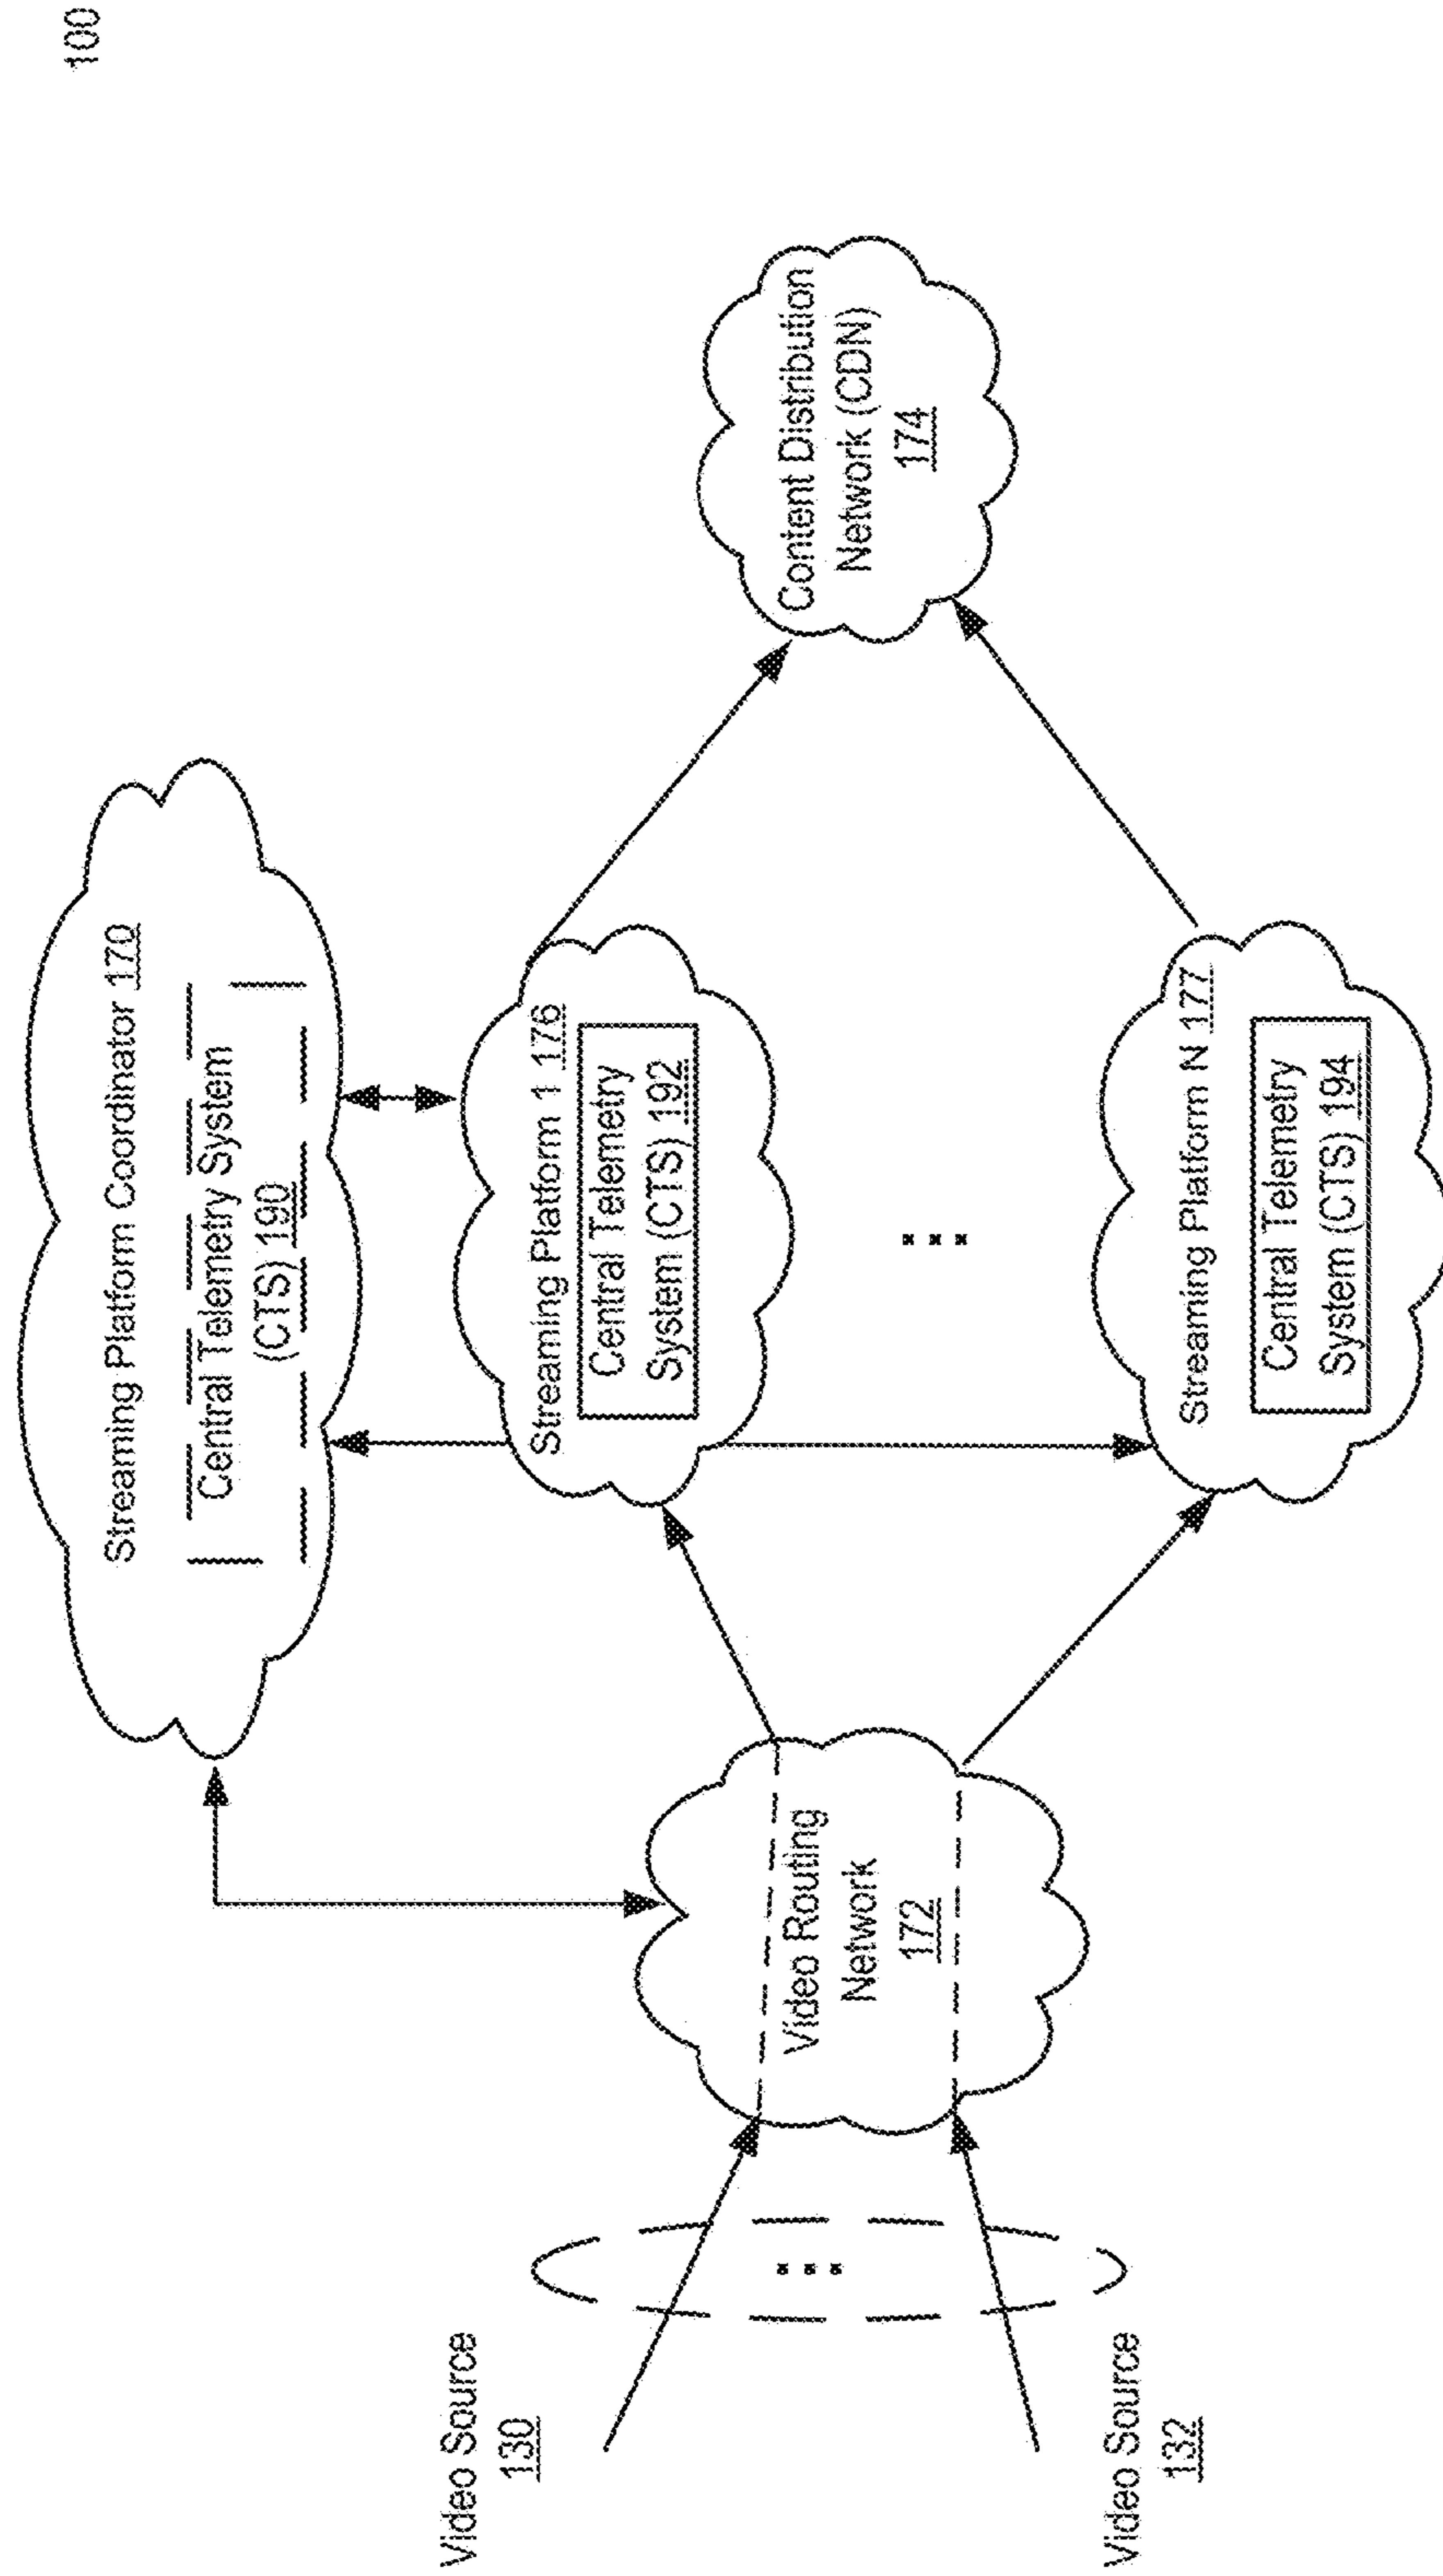 100
Streaming Platform Coordinator 170
Central Telemetry System
(CTS) 190
Video Source
130
Streaming Platform 1 176
Central Telemetry
System (CTS) 192
Video Routing
Network
172
Content Distribution
Network (CDN)
174
Video Source
132
Streaming Platform N 177
Central Telemetry
System (CTS) 194